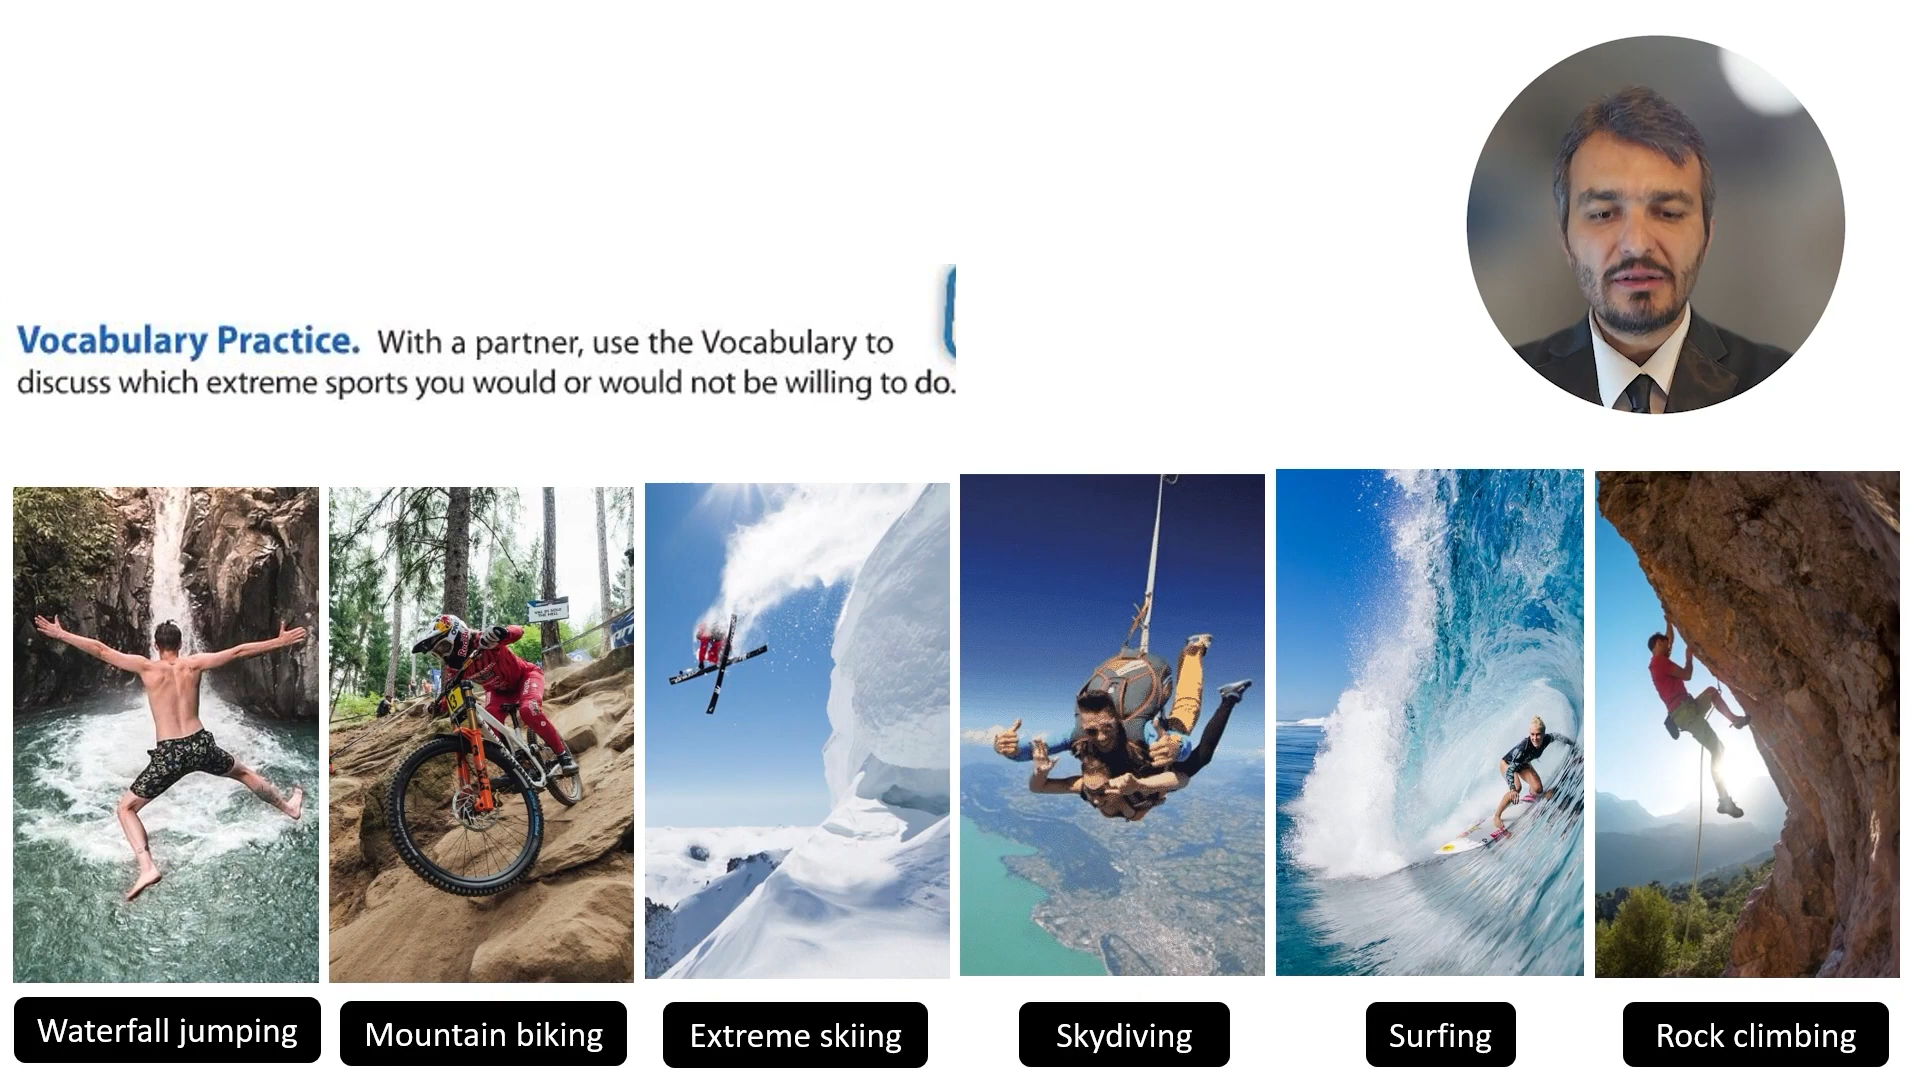 Vocabulary Practice. With a partner, use the Vocabulary to
discuss which extreme sports you would or would not be willing to do.
Waterfall jumping
Mountain biking
Extreme skiing
Skydiving
Surfing
Rock climbing